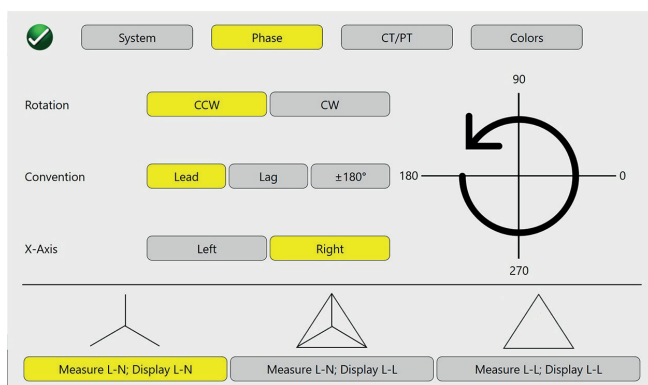 System
Phase
CT/PT
Colors
Rotation
CCW
CW
Convention
Lead
Lag
±180°
X-Axis
Left
Right
90
180
0
270
Measure L-N; Display L-N
Measure L-N; Display L-L
Measure L-L; Display L-L